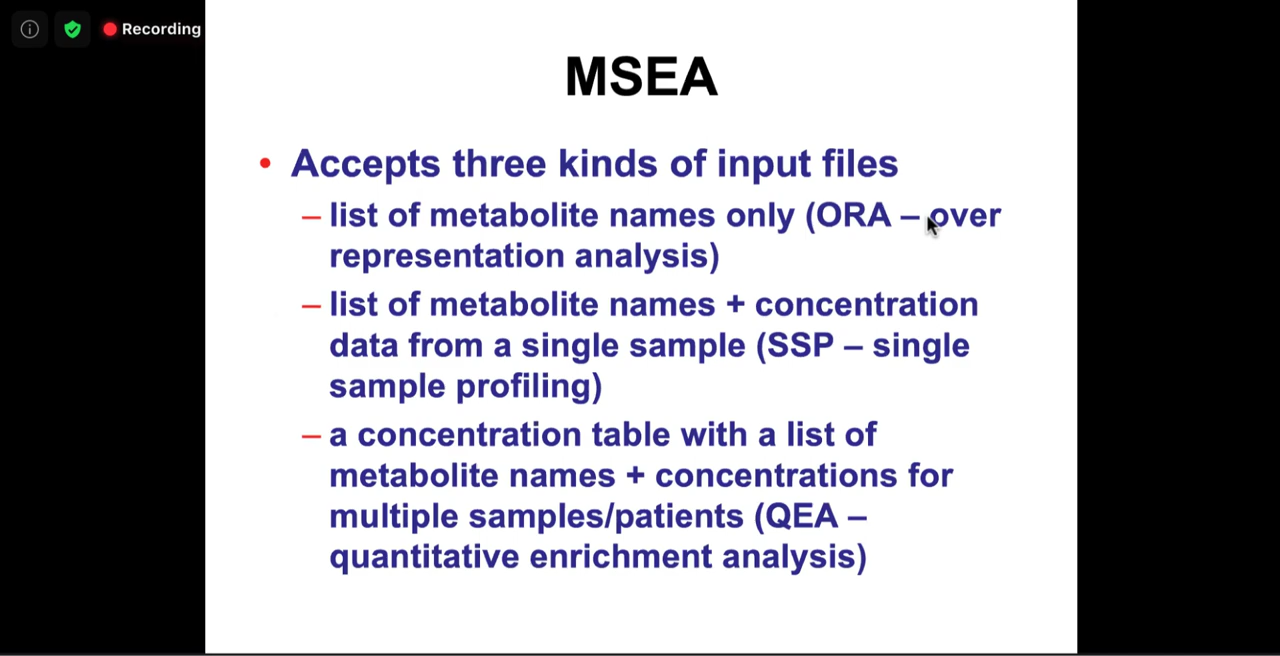 Recording
MSEA
• Accepts three kinds of input files
– list of metabolite names only (ORA – over
representation analysis)
– list of metabolite names + concentration
data from a single sample (SSP – single
sample profiling)
– a concentration table with a list of
metabolite names + concentrations for
multiple samples/patients (QEA –
quantitative enrichment analysis)